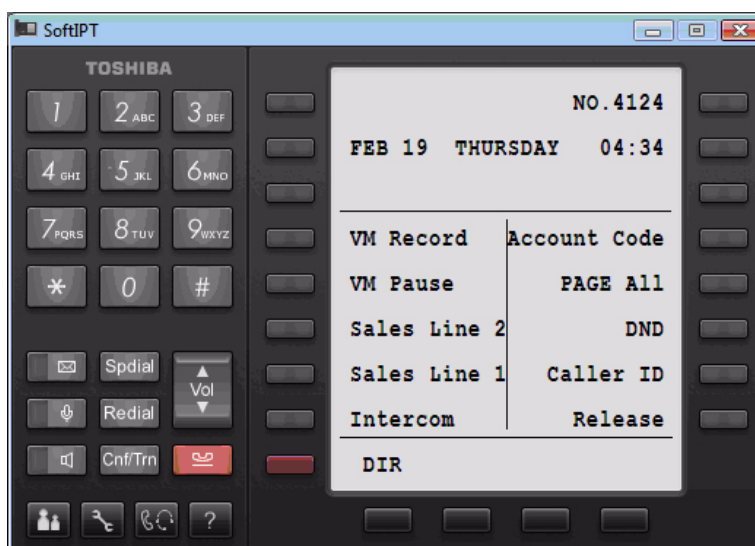 SoftIPT
TOSHIBA
1 2 ABC 3 DEF
4 GHI 5 JKL 6 MNO
7 PQRS 8 TUV 9 WXYZ
* 0 #
Spdial
Vol
Redial
Cnf/Trn
?
NO.4124
FEB 19 THURSDAY 04:34
VM Record Account Code
VM Pause PAGE All
Sales Line 2 DND
Sales Line 1 Caller ID
Intercom Release
DIR